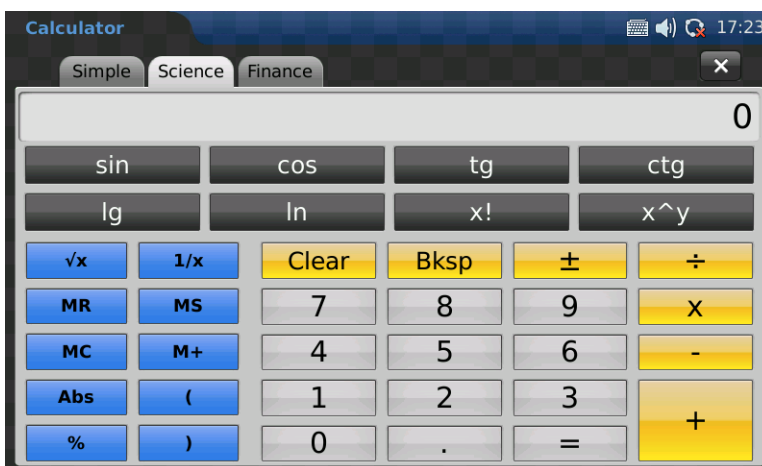 Calculator 17:23
Simple Science Finance ×
0
sin cos tg ctg
lg ln x! x^y
√x 1/x Clear Bksp ± ÷
MR MS 7 8 9 x
MC M+ 4 5 6 -
Abs ( 1 2 3 +
% ) 0 . =